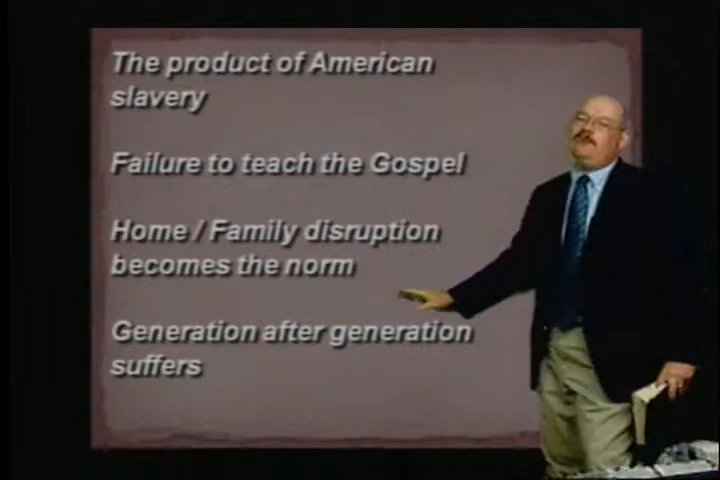 The product of American
slavery
Failure to teach the Gospel
Home / Family disruption
becomes the norm
Generation after generation
suffers